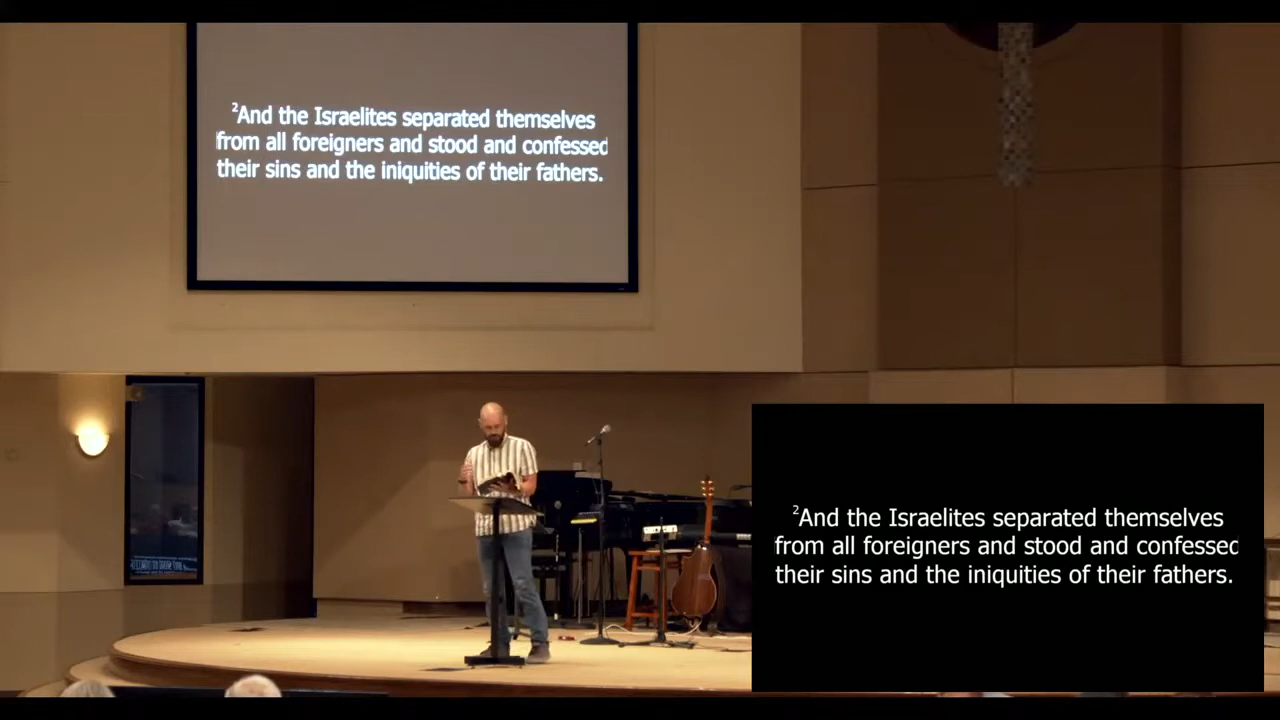 ²And the Israelites separated themselves
from all foreigners and stood and confessed
their sins and the iniquities of their fathers.
²And the Israelites separated themselves
from all foreigners and stood and confessed
their sins and the iniquities of their fathers.